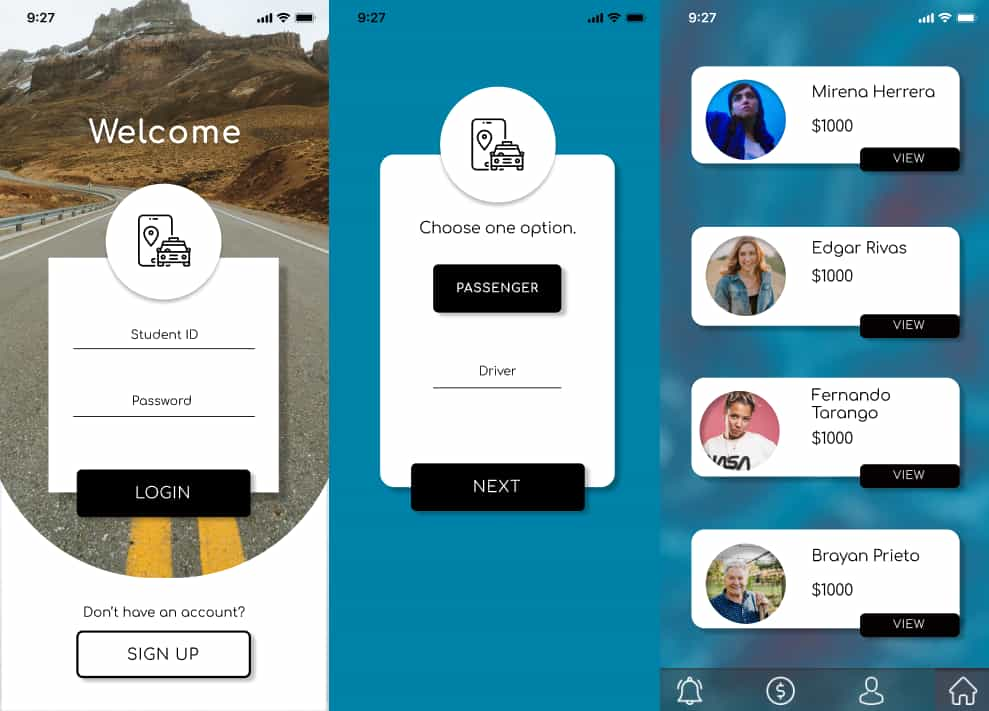 9:27
Welcome
Student ID
Password
LOGIN
Don't have an account?
SIGN UP
9:27
Choose one option.
PASSENGER
Driver
NEXT
9:27
Mirena Herrera
$1000
VIEW
Edgar Rivas
$1000
VIEW
Fernando
Tarango
$1000
VIEW
NASA
Brayan Prieto
$1000
VIEW
$